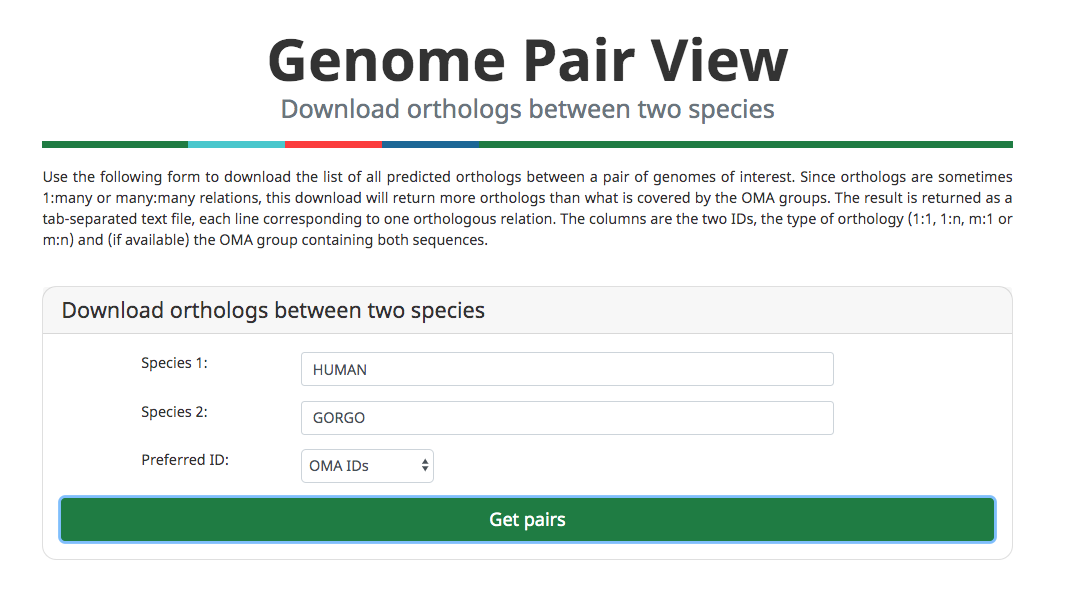 Genome Pair View
Download orthologs between two species
Use the following form to download the list of all predicted orthologs between a pair of genomes of interest. Since orthologs are sometimes
1:many or many:many relations, this download will return more orthologs than what is covered by the OMA groups. The result is returned as a
tab-separated text file, each line corresponding to one orthologous relation. The columns are the two IDs, the type of orthology (1:1, 1:n, m:1 or
m:n) and (if available) the OMA group containing both sequences.
Download orthologs between two species
Species 1:
HUMAN
Species 2:
GORGO
Preferred ID:
OMA IDs
Get pairs